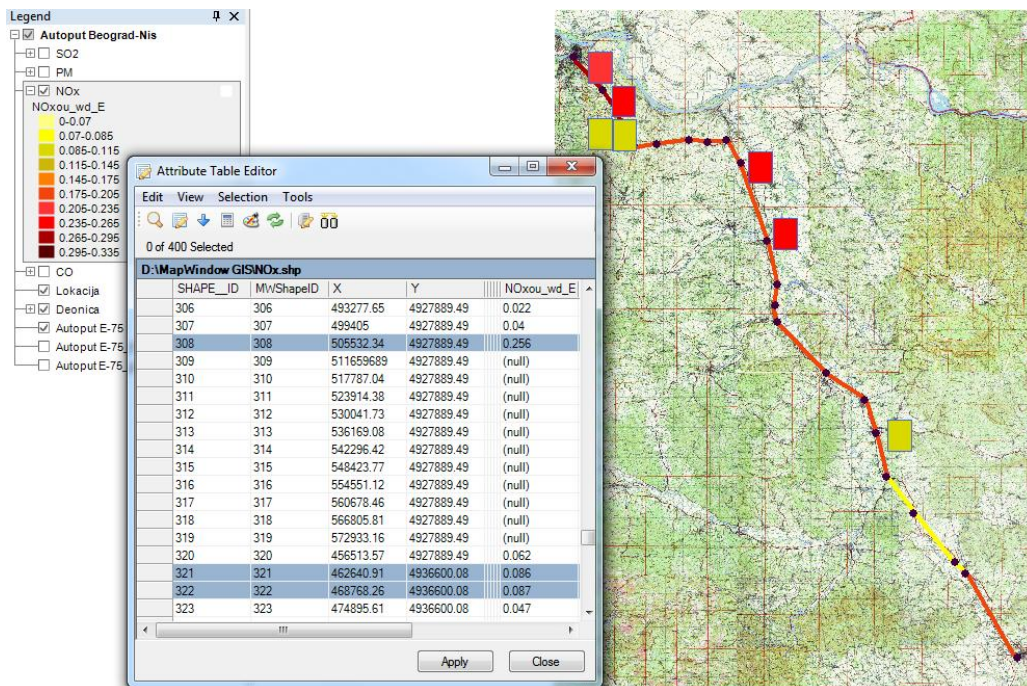 Legend
Autoput Beograd-Nis
SO2
PM
NOx
NOxou_wd_E
0-0.07
0.07-0.085
0.085-0.115
0.115-0.145
0.145-0.175
0.175-0.205
0.205-0.235
0.235-0.265
0.265-0.295
0.295-0.335
CO
Lokacija
Deonica
Autoput E-75
Autoput E-75_
Autoput E-75_
Attribute Table Editor
Edit View Selection Tools
0 of 400 Selected
D:\MapWindow GIS\NOx.shp
SHAPE__ID MWShapeID X Y NOxou_wd_E
306 306 493277.65 4927889.49 0.022
307 307 499405 4927889.49 0.04
308 308 505532.34 4927889.49 0.256
309 309 511659689 4927889.49 (null)
310 310 517787.04 4927889.49 (null)
311 311 523914.38 4927889.49 (null)
312 312 530041.73 4927889.49 (null)
313 313 536169.08 4927889.49 (null)
314 314 542296.42 4927889.49 (null)
315 315 548423.77 4927889.49 (null)
316 316 554551.12 4927889.49 (null)
317 317 560678.46 4927889.49 (null)
318 318 566805.81 4927889.49 (null)
319 319 572933.16 4927889.49 (null)
320 320 456513.57 4927889.49 0.062
321 321 462640.91 4936600.08 0.086
322 322 468768.26 4936600.08 0.087
323 323 474895.61 4936600.08 0.047
Apply Close